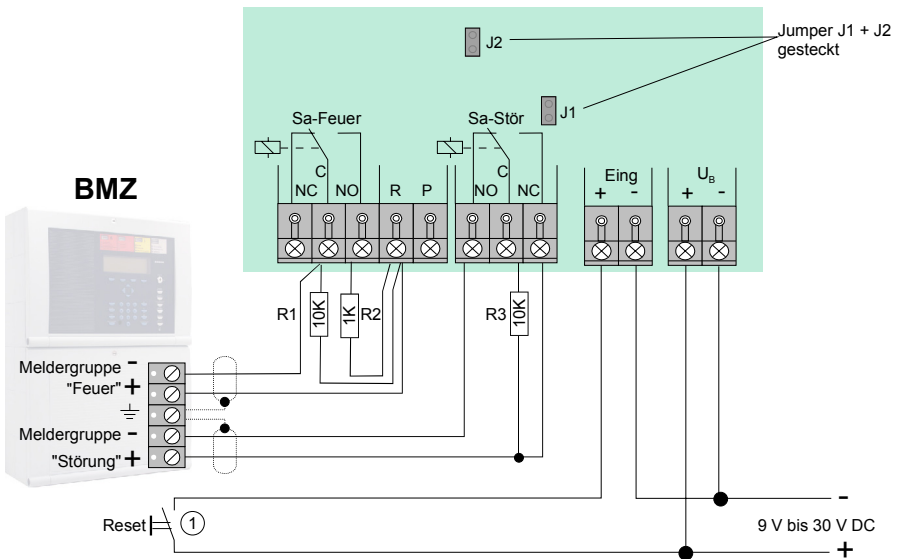 J2
Jumper J1 + J2
gesteckt
J1
Sa-Feuer
Sa-Stör
C
C
NC
NO
R
P
NO
NC
Eing
+ -
UB
+ -
BMZ
R1
10K
1K
R2
R3
10K
Meldergruppe -
"Feuer" +
Meldergruppe -
"Störung" +
Reset
1
-
9 V bis 30 V DC
+